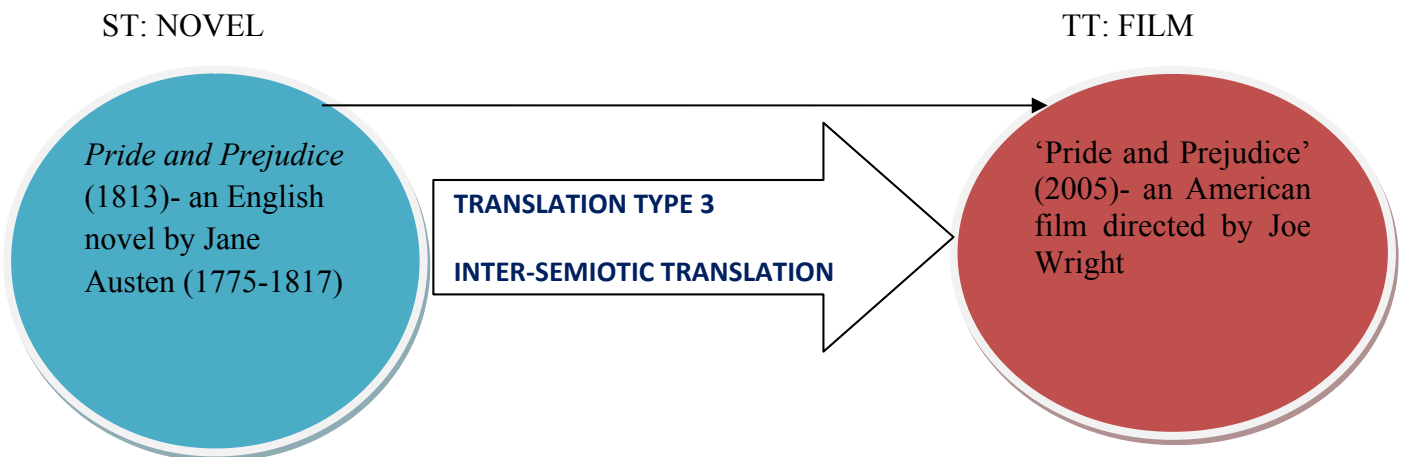 ST: NOVEL
TT: FILM
Pride and Prejudice
(1813)- an English
novel by Jane
Austen (1775-1817)
TRANSLATION TYPE 3
INTER-SEMIOTIC TRANSLATION
‘Pride and Prejudice’
(2005)- an American
film directed by Joe
Wright